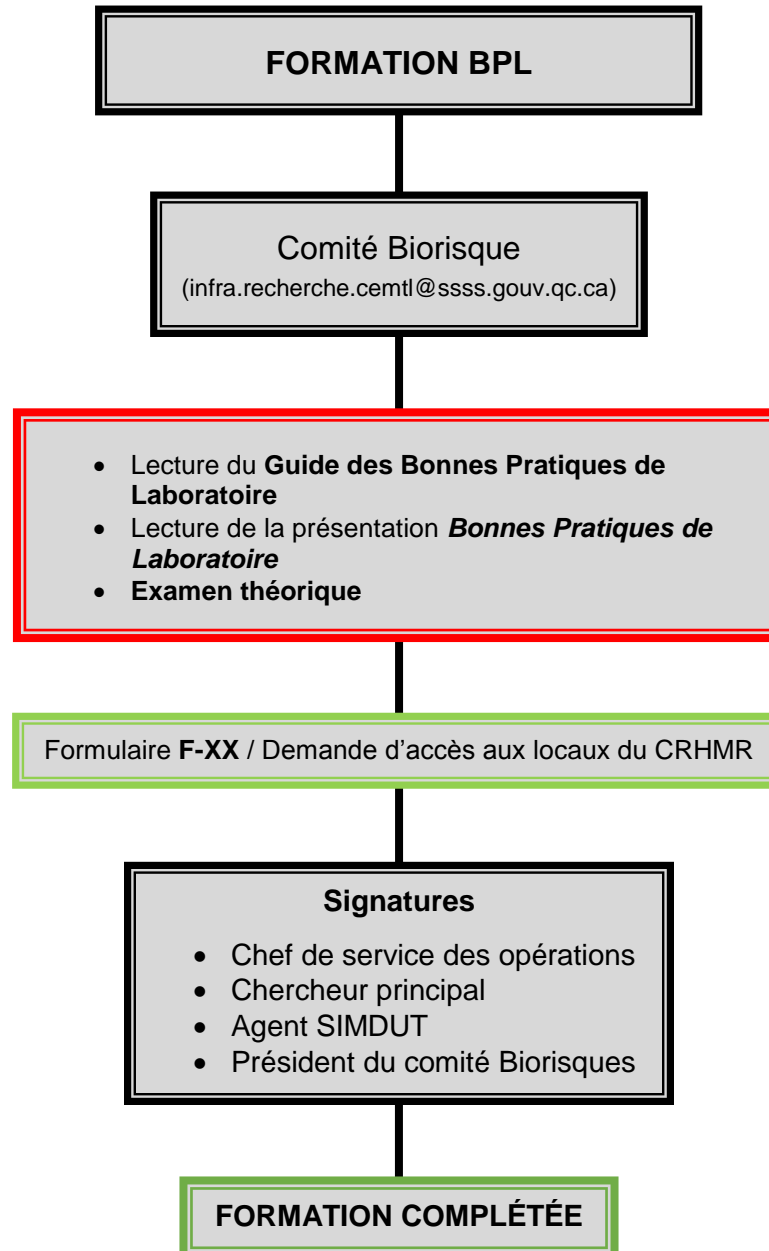 FORMATION BPL
Comité Biorisque
(infra.recherche.cemtl@ssss.gouv.qc.ca)
• Lecture du Guide des Bonnes Pratiques de
Laboratoire
• Lecture de la présentation Bonnes Pratiques de
Laboratoire
• Examen théorique
Formulaire F-XX / Demande d'accès aux locaux du CRHMR
Signatures
• Chef de service des opérations
• Chercheur principal
• Agent SIMDUT
• Président du comité Biorisques
FORMATION COMPLÉTÉE